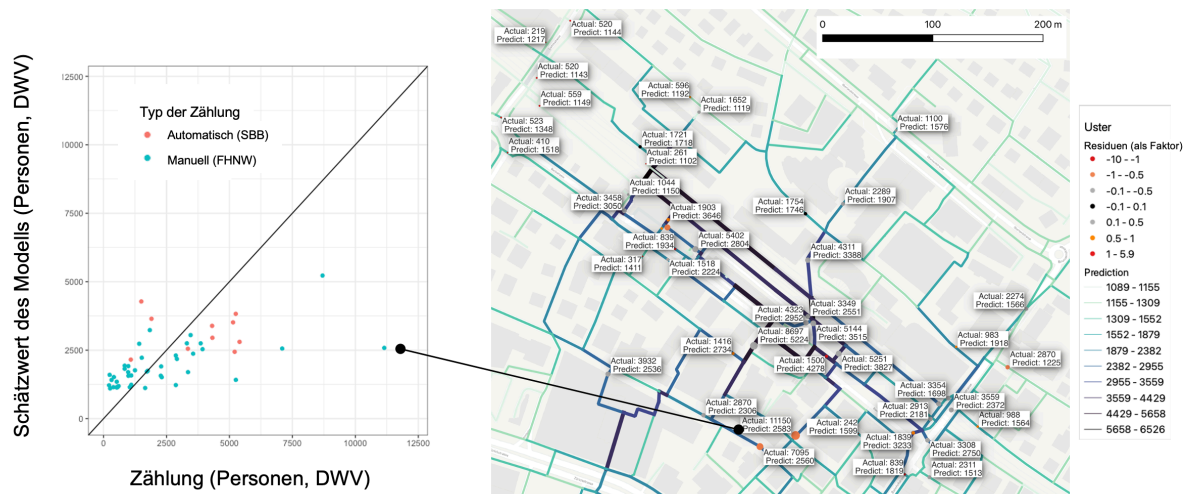 Schätzwert des Modells (Personen, DWV)
12500
10000
7500
5000
2500
0
Typ der Zählung
Automatisch (SBB)
Manuell (FHNW)
0
2500
5000
7500
10000
12500
Zählung (Personen, DWV)
0
100
200 m
Actual: 219
Predict: 1217
Actual: 520
Predict: 1144
Actual: 520
Predict: 1143
Actual: 559
Predict: 1149
Actual: 523
Predict: 1348
Actual: 410
Predict: 1518
Actual: 596
Predict: 1192
Actual: 1652
Predict: 1119
Actual: 1721
Predict: 1718
Actual: 261
Predict: 1102
Actual: 1044
Predict: 1150
Actual: 3458
Predict: 3050
Actual: 1903
Predict: 3646
Actual: 839
Predict: 1934
Actual: 5402
Predict: 2804
Actual: 317
Predict: 1411
Actual: 1518
Predict: 2224
Actual: 1100
Predict: 1576
Actual: 2289
Predict: 1907
Actual: 1754
Predict: 1746
Actual: 4311
Predict: 3388
Actual: 2274
Predict: 1566
Actual: 4323
Predict: 2952
Actual: 3349
Predict: 2551
Actual: 8697
Predict: 5224
Actual: 5144
Predict: 3515
Actual: 983
Predict: 1918
Actual: 1416
Predict: 2734
Actual: 1500
Predict: 4278
Actual: 5251
Predict: 3827
Actual: 2870
Predict: 1225
Actual: 3932
Predict: 2536
Actual: 3354
Predict: 1698
Actual: 3559
Predict: 2372
Actual: 2870
Predict: 2306
Actual: 2913
Predict: 2181
Actual: 988
Predict: 1564
Actual: 11150
Predict: 2583
Actual: 242
Predict: 1599
Actual: 1839
Predict: 3233
Actual: 7095
Predict: 2560
Actual: 3308
Predict: 2750
Actual: 839
Predict: 1819
Actual: 2311
Predict: 1513
Uster
Residuen (als Faktor)
-10 - -1
-1 - -0.5
-0.1 - -0.5
-0.1 - 0.1
0.1 - 0.5
0.5 - 1
1 - 5.9
Prediction
1089 - 1155
1155 - 1309
1309 - 1552
1552 - 1879
1879 - 2382
2382 - 2955
2955 - 3559
3559 - 4429
4429 - 5658
5658 - 6526